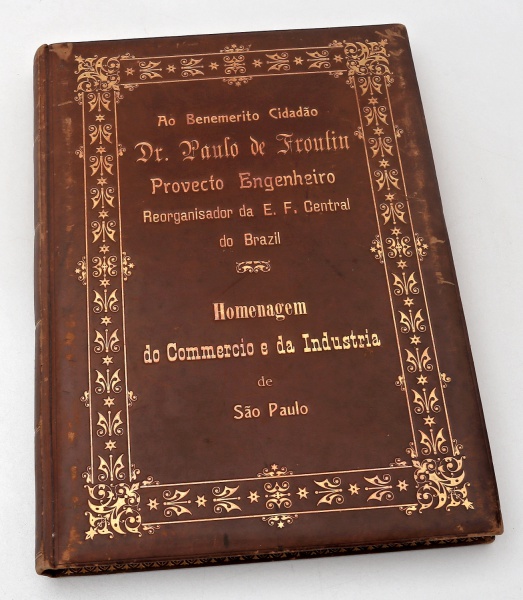 Ao Benemerito Cidadão
Dr. Paulo de Froutin
Provecto Engenheiro
Reorganisador da E. F. Central
do Brazil
Homenagem
do Commercio e da Industria
de
São Paulo